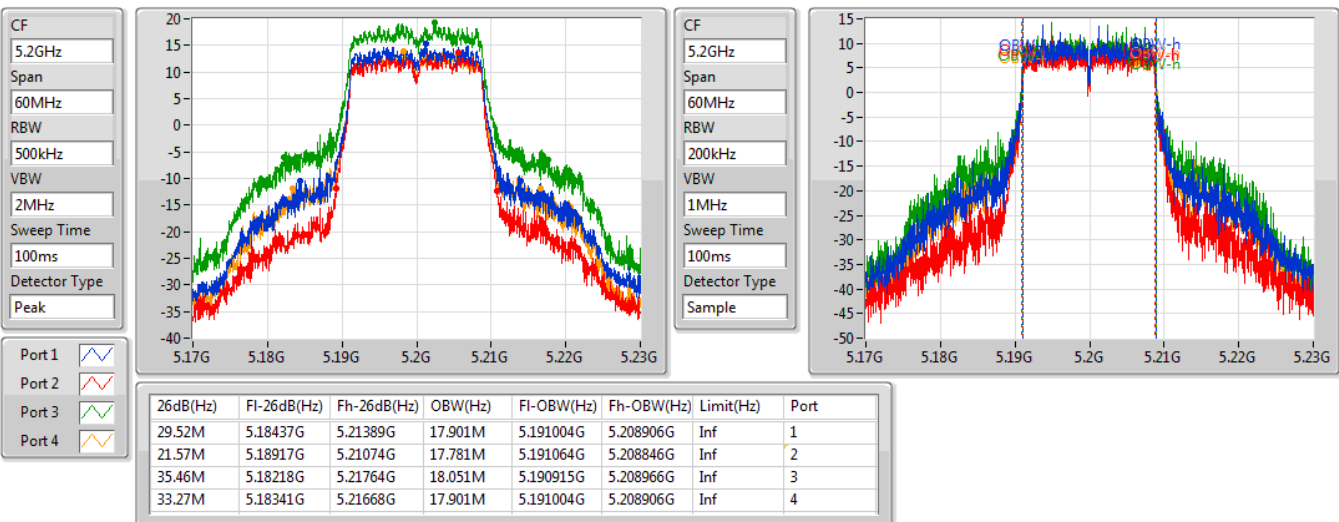 CF
5.2GHz
Span
60MHz
RBW
500kHz
VBW
2MHz
Sweep Time
100ms
Detector Type
Peak
20
15
10
5
0
-5
-10
-15
-20
-25
-30
-35
-40
5.17G 5.18G 5.19G 5.2G 5.21G 5.22G 5.23G
CF
5.2GHz
Span
60MHz
RBW
200kHz
VBW
1MHz
Sweep Time
100ms
Detector Type
Sample
15
10
5
0
-5
-10
-15
-20
-25
-30
-35
-40
-45
-50
5.17G 5.18G 5.19G 5.2G 5.21G 5.22G 5.23G
Port 1
Port 2
Port 3
Port 4
26dB(Hz) Fl-26dB(Hz) Fh-26dB(Hz) OBW(Hz) Fl-OBW(Hz) Fh-OBW(Hz) Limit(Hz) Port
29.52M 5.18437G 5.21389G 17.901M 5.191004G 5.208906G Inf 1
21.57M 5.18917G 5.21074G 17.781M 5.191064G 5.208846G Inf 2
35.46M 5.18218G 5.21764G 18.051M 5.190915G 5.208966G Inf 3
33.27M 5.18341G 5.21668G 17.901M 5.191004G 5.208906G Inf 4